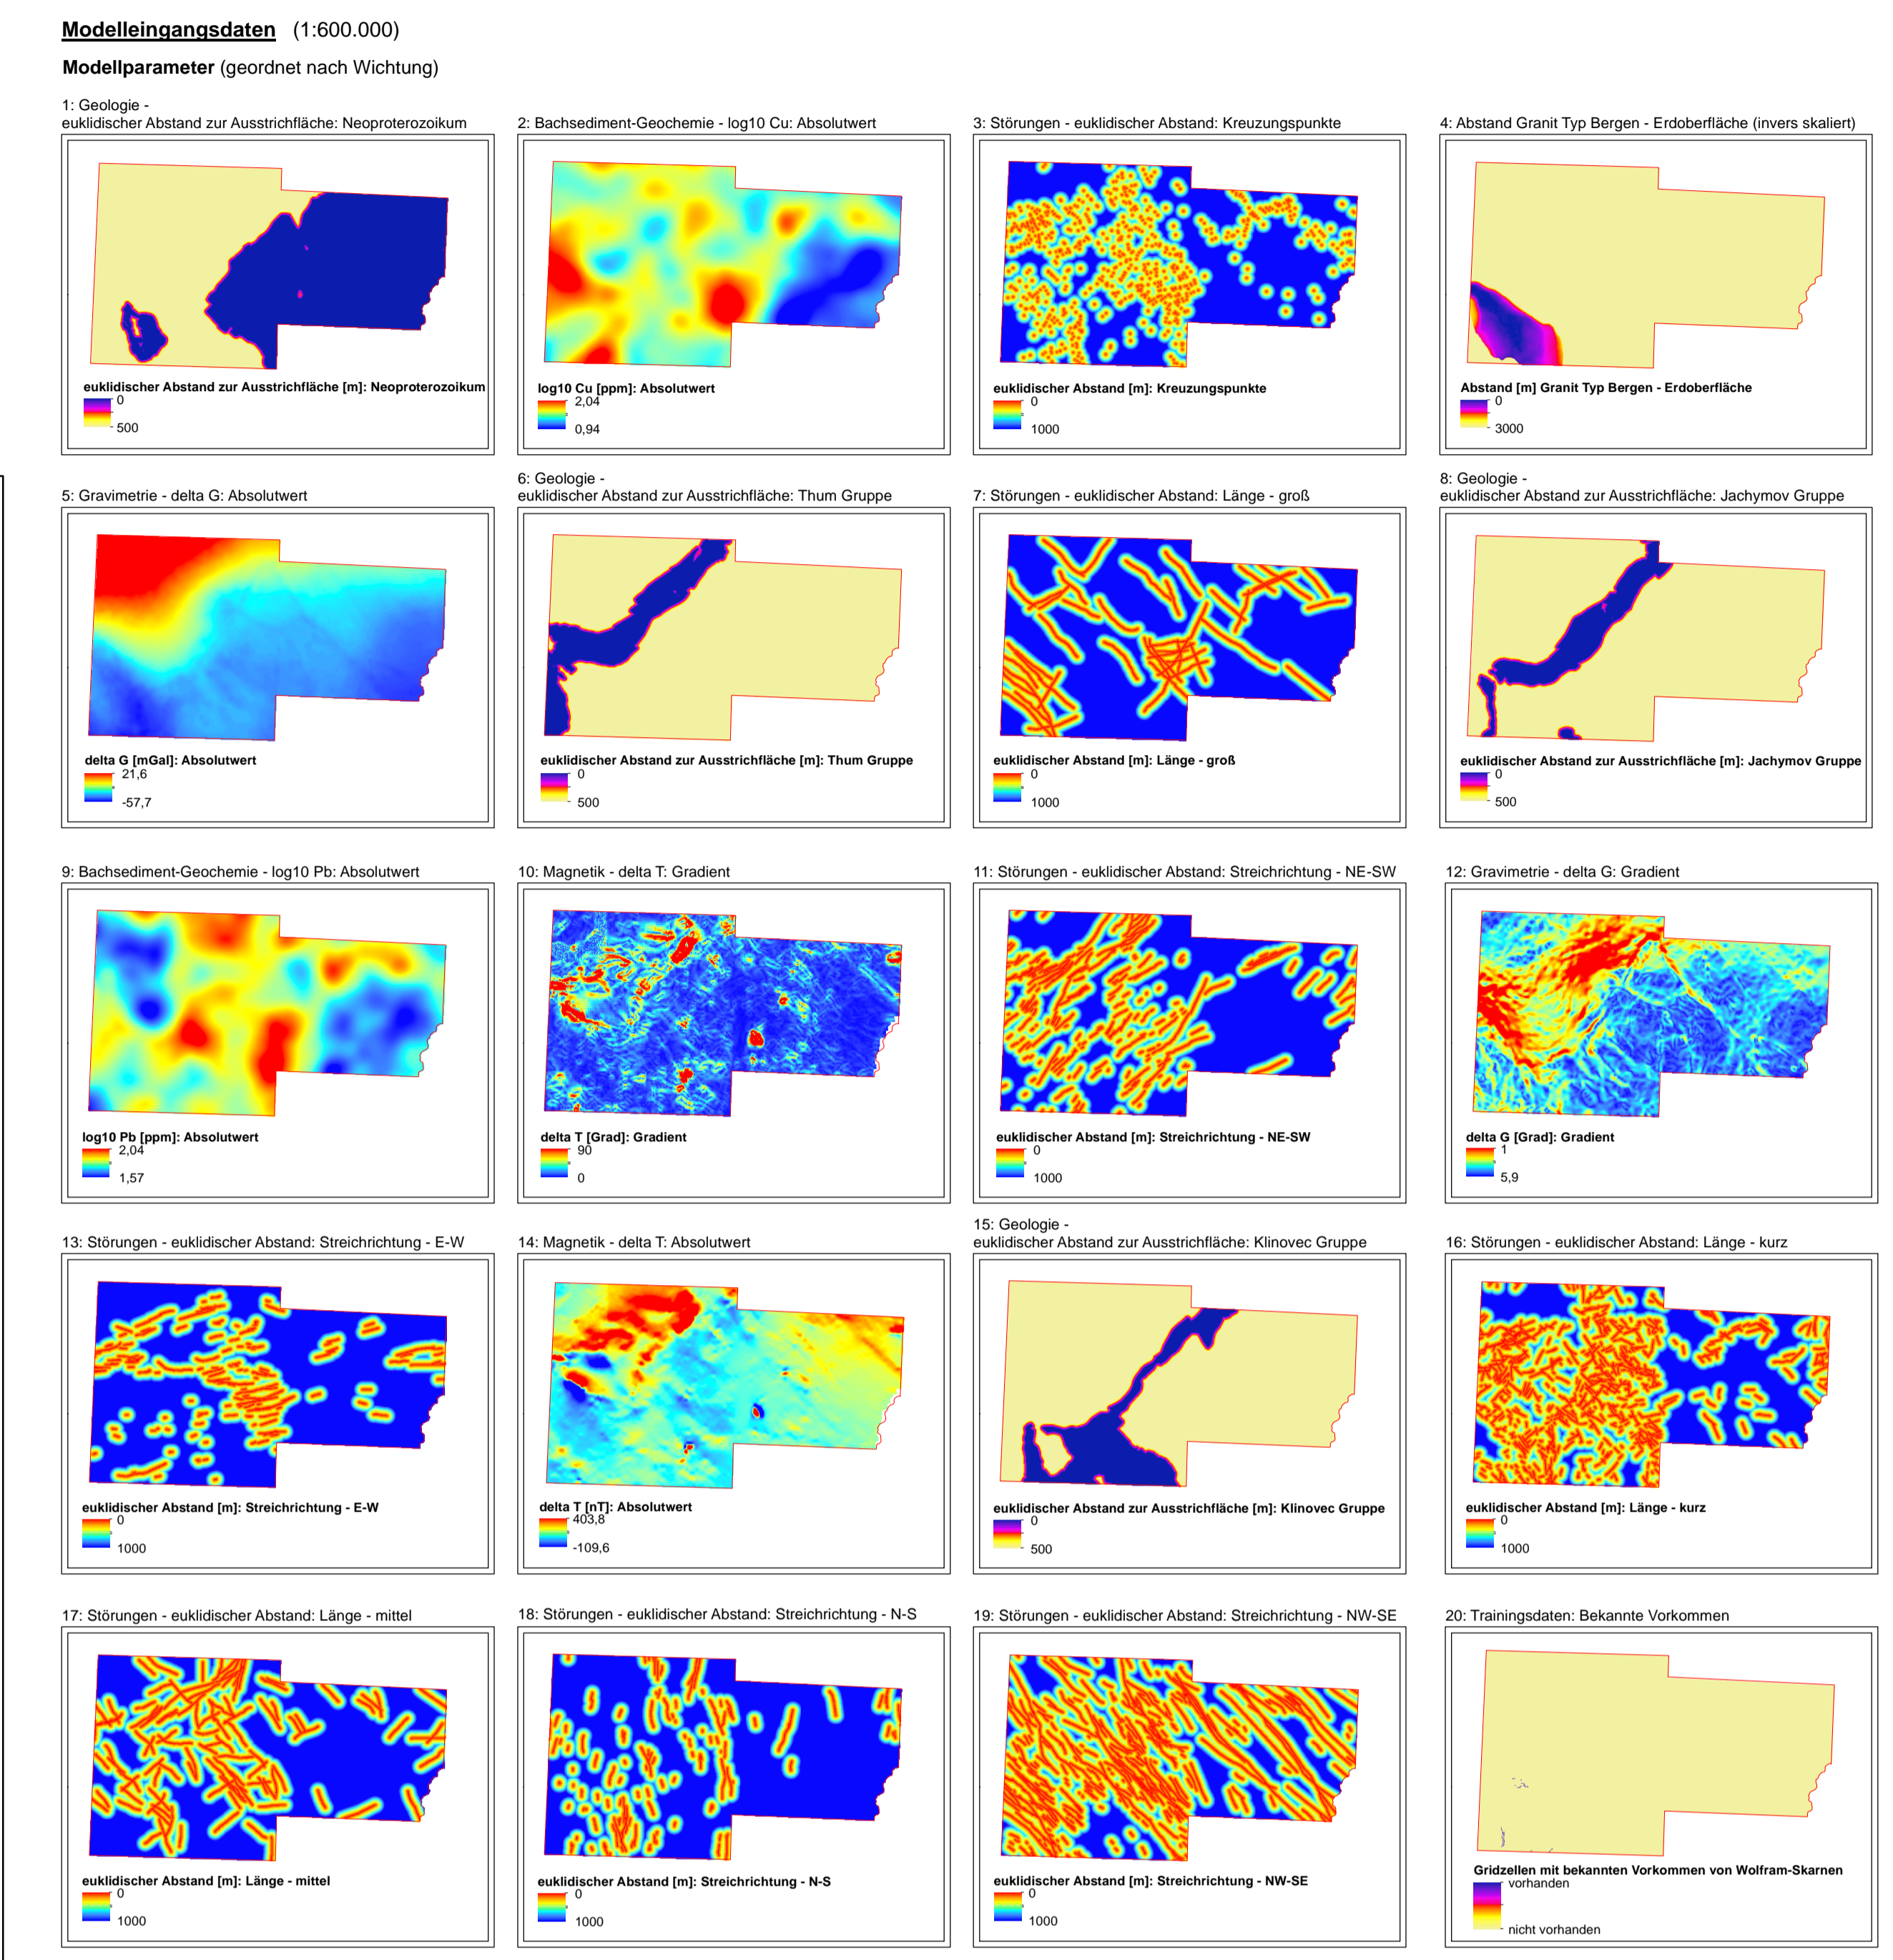 Modelleingangsdaten (1:600.000)
Modellparameter (geordnet nach Wichtung)
1: Geologie -
euklidischer Abstand zur Ausstrichfläche: Neoproterozoikum
euklidischer Abstand zur Ausstrichfläche [m]: Neoproterozoikum
0
500
2: Bachsediment-Geochemie - log10 Cu: Absolutwert
log10 Cu [ppm]: Absolutwert
2,04
0,94
3: Störungen - euklidischer Abstand: Kreuzungspunkte
euklidischer Abstand [m]: Kreuzungspunkte
0
1000
4: Abstand Granit Typ Bergen - Erdoberfläche (invers skaliert)
Abstand [m] Granit Typ Bergen - Erdoberfläche
0
3000
5: Gravimetrie - delta G: Absolutwert
delta G [mGal]: Absolutwert
21,6
-57,7
6: Geologie -
euklidischer Abstand zur Ausstrichfläche: Thum Gruppe
euklidischer Abstand zur Ausstrichfläche [m]: Thum Gruppe
0
500
7: Störungen - euklidischer Abstand: Länge - groß
euklidischer Abstand [m]: Länge - groß
0
1000
8: Geologie -
euklidischer Abstand zur Ausstrichfläche: Jachymov Gruppe
euklidischer Abstand zur Ausstrichfläche [m]: Jachymov Gruppe
0
500
9: Bachsediment-Geochemie - log10 Pb: Absolutwert
log10 Pb [ppm]: Absolutwert
2,04
1,57
10: Magnetik - delta T: Gradient
delta T [Grad]: Gradient
90
0
11: Störungen - euklidischer Abstand: Streichrichtung - NE-SW
euklidischer Abstand [m]: Streichrichtung - NE-SW
0
1000
12: Gravimetrie - delta G: Gradient
delta G [Grad]: Gradient
1
5,9
13: Störungen - euklidischer Abstand: Streichrichtung - E-W
euklidischer Abstand [m]: Streichrichtung - E-W
0
1000
14: Magnetik - delta T: Absolutwert
delta T [nT]: Absolutwert
403,8
-109,6
15: Geologie -
euklidischer Abstand zur Ausstrichfläche: Klinovec Gruppe
euklidischer Abstand zur Ausstrichfläche [m]: Klinovec Gruppe
0
500
16: Störungen - euklidischer Abstand: Länge - kurz
euklidischer Abstand [m]: Länge - kurz
0
1000
17: Störungen - euklidischer Abstand: Länge - mittel
euklidischer Abstand [m]: Länge - mittel
0
1000
18: Störungen - euklidischer Abstand: Streichrichtung - N-S
euklidischer Abstand [m]: Streichrichtung - N-S
0
1000
19: Störungen - euklidischer Abstand: Streichrichtung - NW-SE
euklidischer Abstand [m]: Streichrichtung - NW-SE
0
1000
20: Trainingsdaten: Bekannte Vorkommen
Gridzellen mit bekannten Vorkommen von Wolfram-Skarnen
vorhanden
nicht vorhanden